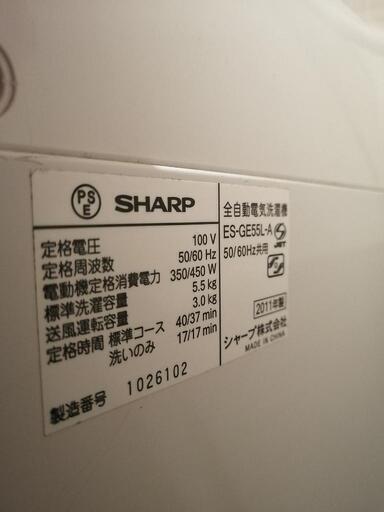 PSE SHARP
全自動電気洗濯機
ES-GE55L-A
50/60Hz共用
JET
定格電圧 100 V
定格周波数 50/60 Hz
電動機定格消費電力 350/450 W
標準洗濯容量 5.5 kg
送風運転容量 3.0 kg
定格時間 標準コース 40/37 min
洗いのみ 17/17 min
2011年製
シャープ株式会社
MADE IN CHINA
製造番号 1026102